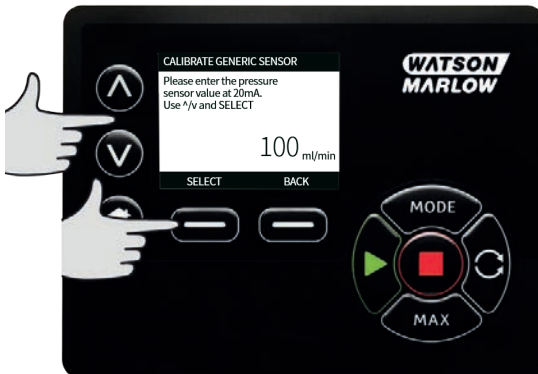 CALIBRATE GENERIC SENSOR
Please enter the pressure
sensor value at 20mA.
Use ^/v and SELECT
100 ml/min
SELECT BACK
WATSON
MARLOW
MODE
MAX